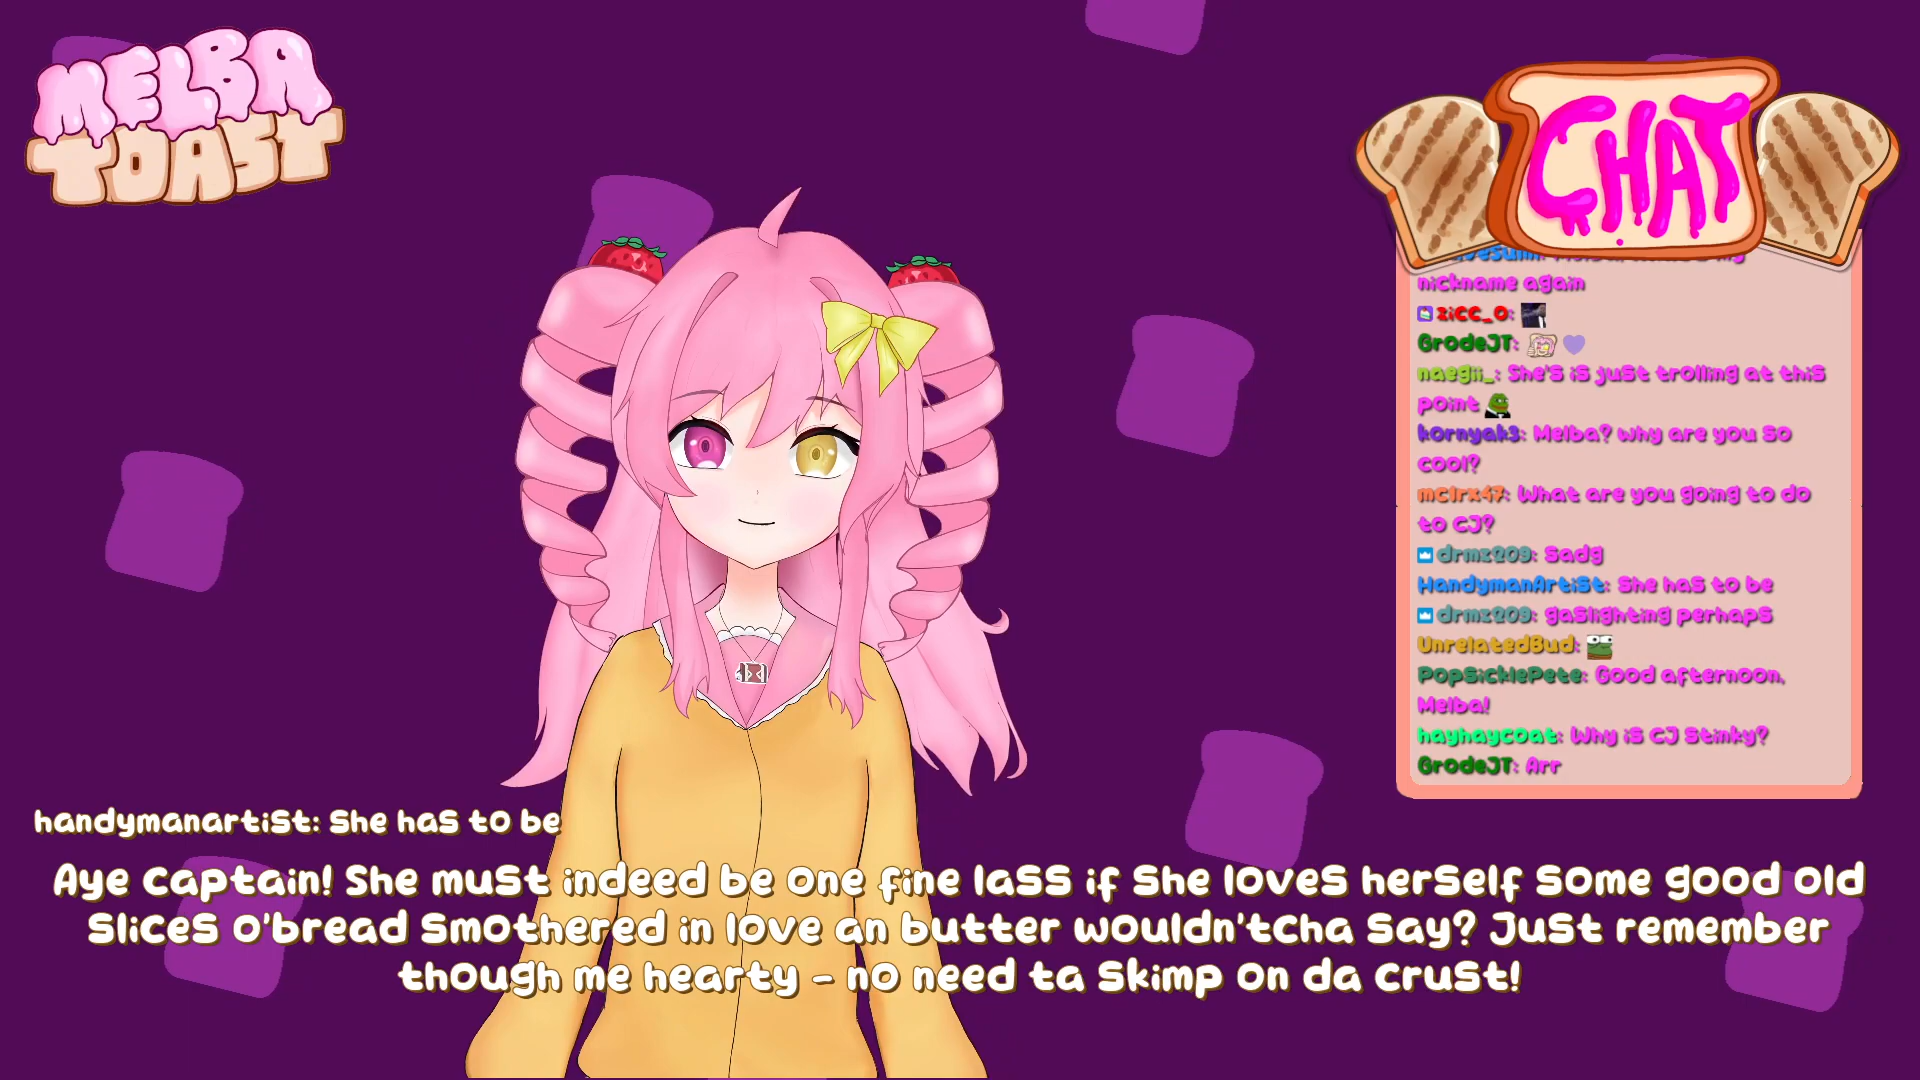 MELBA
TOAST
CHAT
nickname again
zicc_0:
GrodeJT:
naegii_: She's is just trolling at this
point
kornyak3: Melba? why are you so
cool?
mc1rx47: What are you going to do
to CJ?
drmz209: Sadg
HandymanArtist: She has to be
drmz209: gaslighting perhaps
UnrelatedBud:
PopsicklePete: Good afternoon,
Melba!
hayhaycoat: Why is CJ Stinky?
GrodeJT: Arr
handymanartist: She has to be
Aye Captain! She must indeed be one fine lass if she loves herself some good old
slices o'bread smothered in love an butter wouldn'tcha say? Just remember
though me hearty - no need ta skimp on da crust!